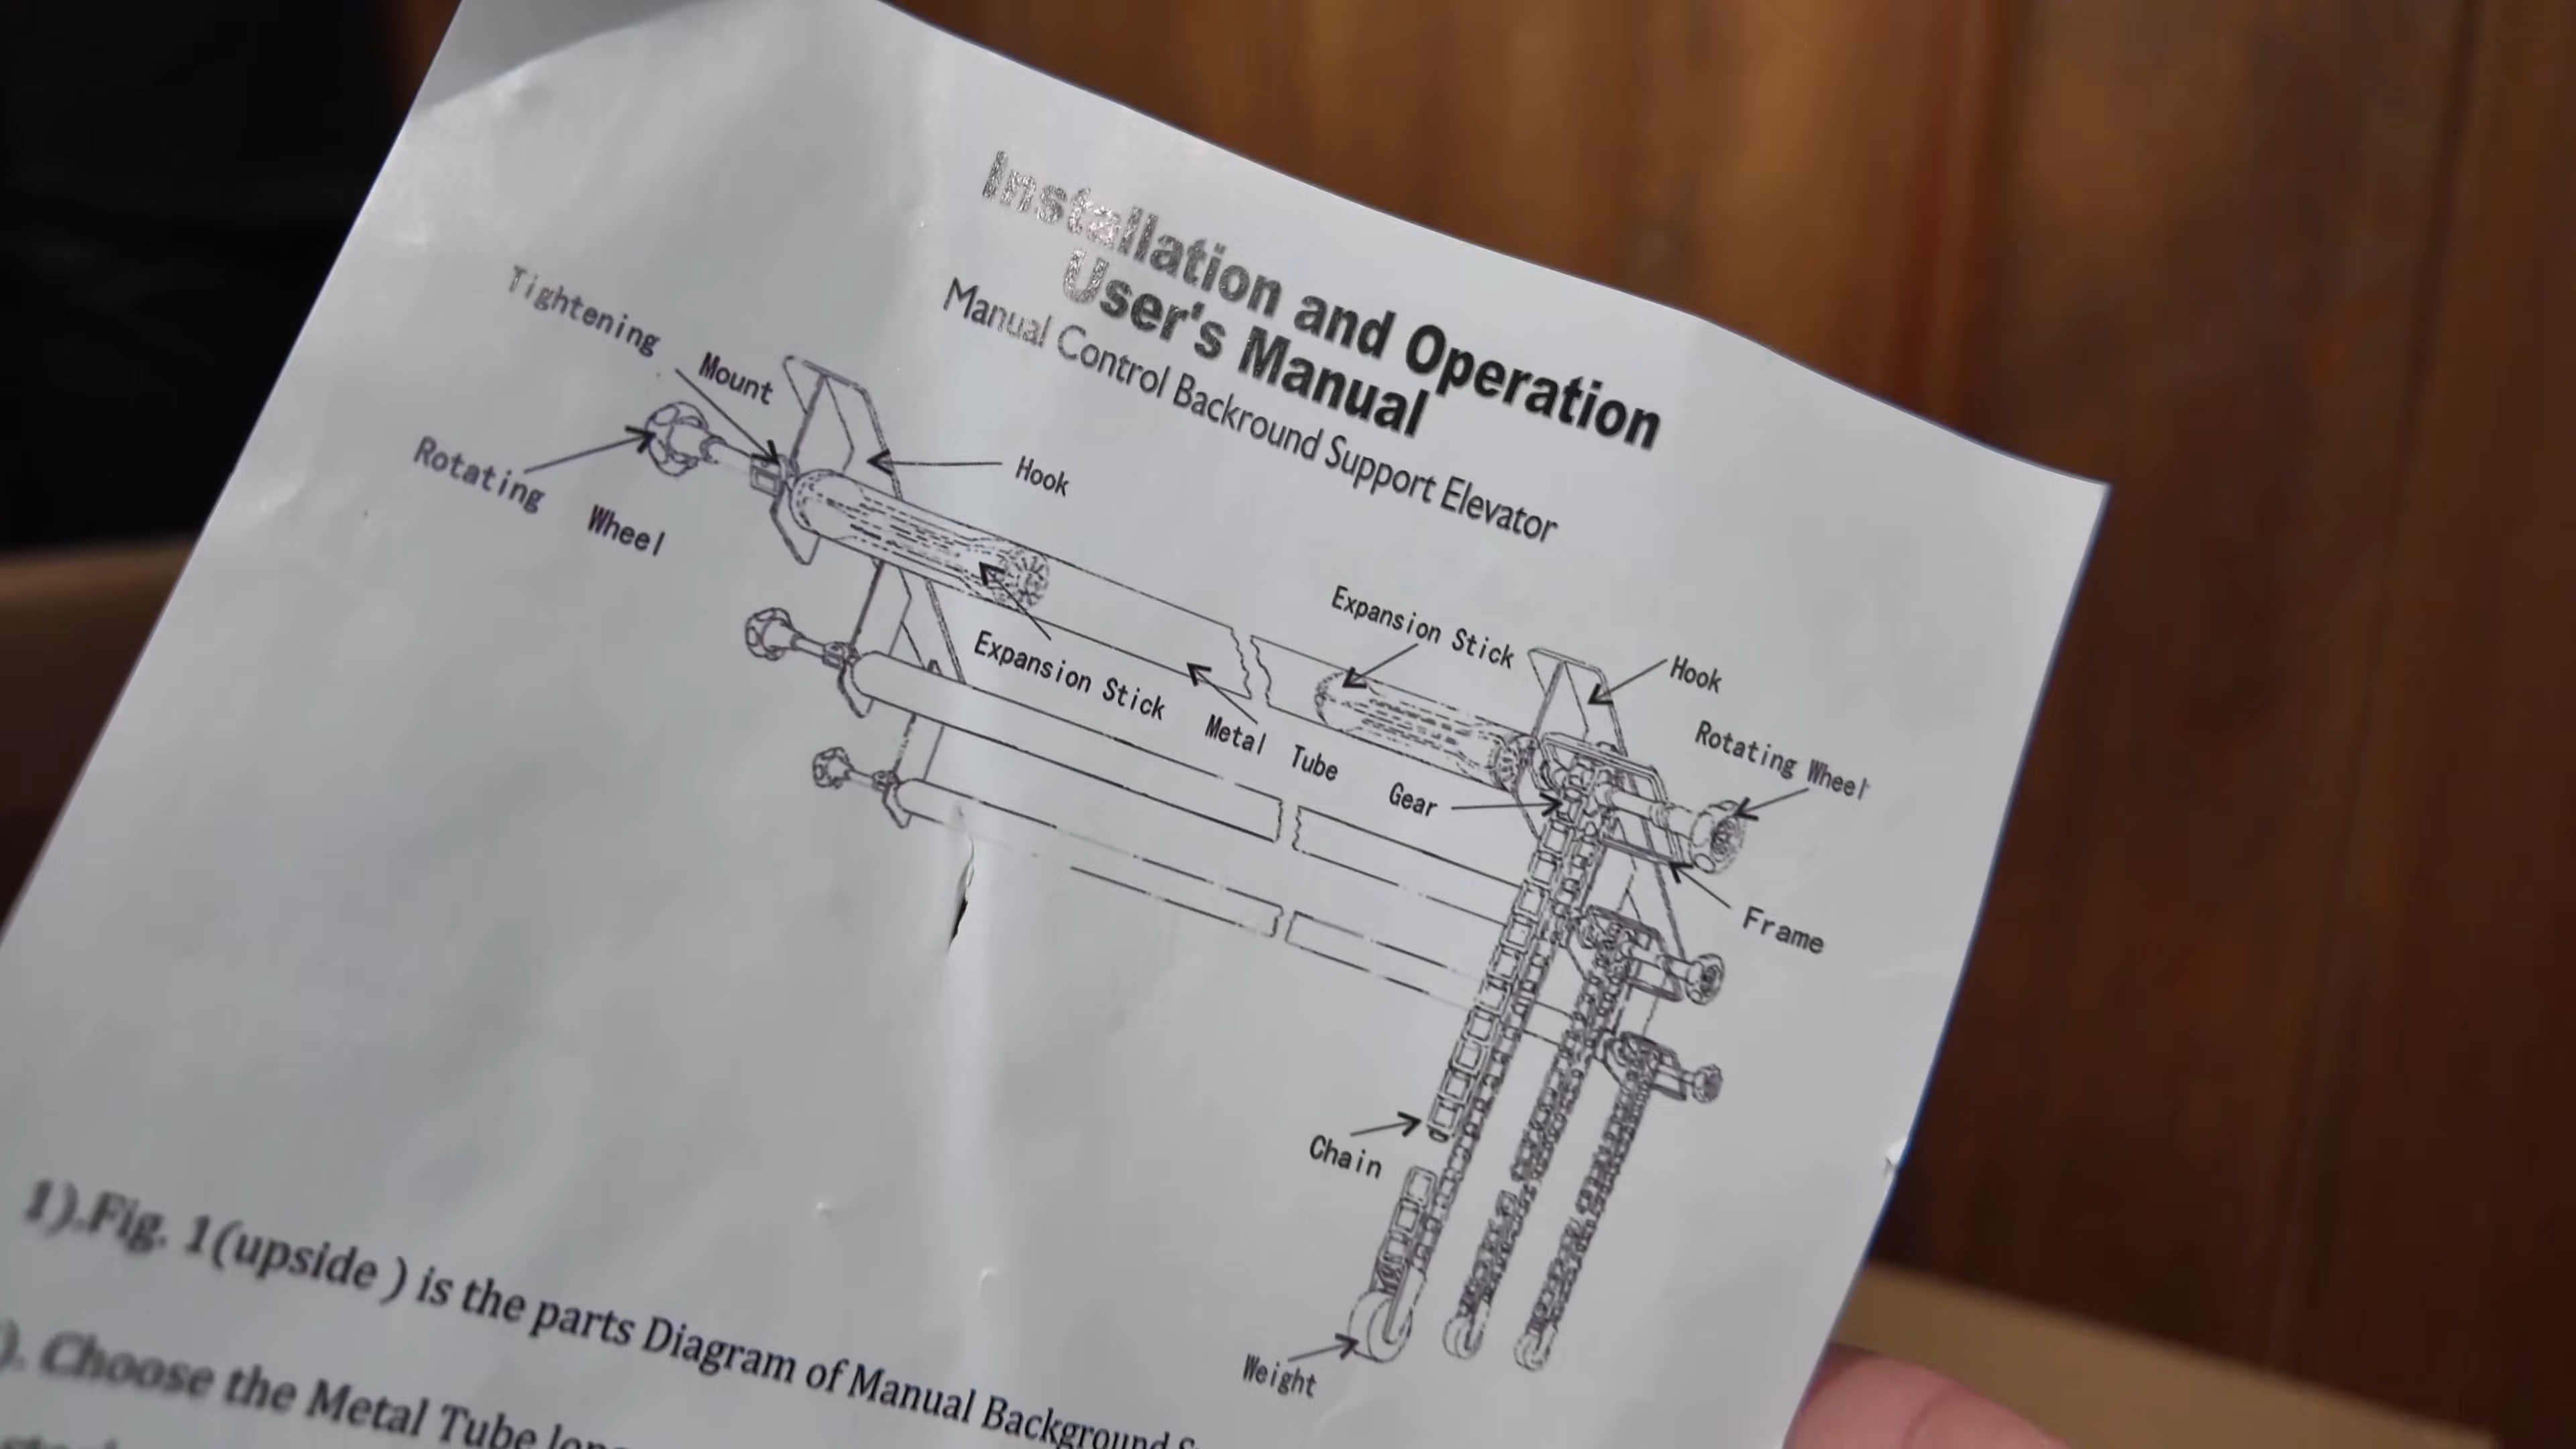 Installation and Operation
User's Manual
Manual Control Backround Support Elevator
Tightening Mount
Rotating Wheel
Hook
Expansion Stick
Metal Tube
Expansion Stick
Hook
Rotating Wheel
Gear
Frame
Chain
Weight
1).Fig. 1(upside ) is the parts Diagram of Manual Background
). Choose the Metal Tube